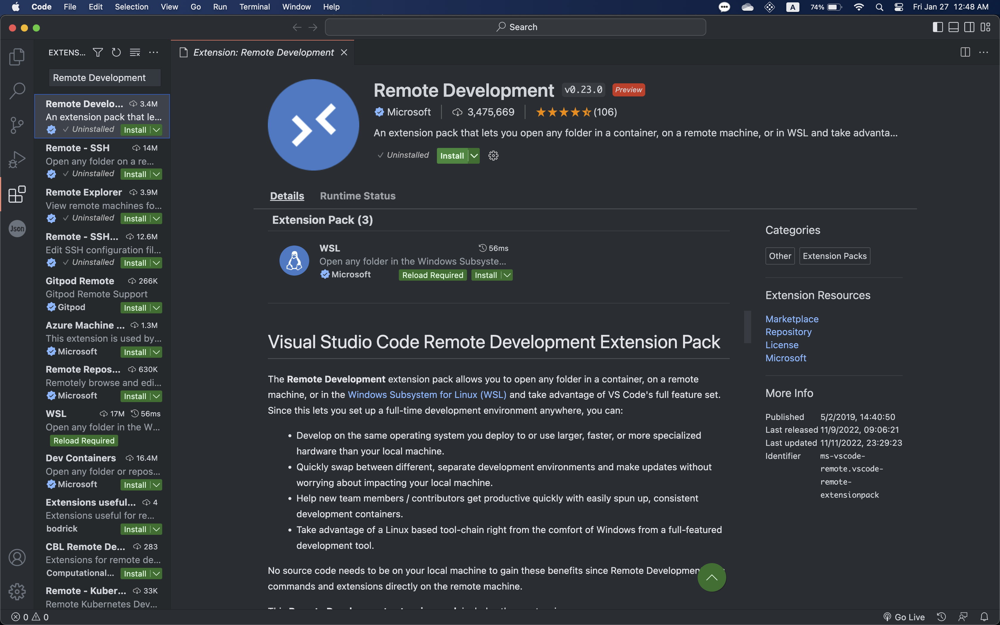 Code File Edit Selection View Go Run Terminal Window Help
A 74% Fri Jan 27 12:48 AM
Search
EXTENS...
Extension: Remote Development
Remote Development
Remote Develo... 3.4M
An extension pack that le...
Uninstalled Install
Remote - SSH 14M
Open any folder on a re...
Uninstalled Install
Remote Explorer 3.9M
View remote machines fo...
Uninstalled Install
Json
Remote - SSH... 12.6M
Edit SSH configuration fil...
Uninstalled Install
Gitpod Remote 266K
Gitpod Remote Support
Gitpod Install
Azure Machine ... 1.3M
This extension is used by...
Microsoft Install
Remote Repos... 630K
Remotely browse and edi...
Microsoft Install
WSL 17M 56ms
Open any folder in the W...
Reload Required
Dev Containers 16.4M
Open any folder or repos...
Microsoft Install
Extensions useful... 4
Extensions useful for re...
bodrick Install
CBL Remote De... 283
Extensions for remote de...
Computational... Install
Remote - Kuber... 33K
Remote Kubernetes Dev...
Remote Development v0.23.0 Preview
Microsoft 3,475,669 (106)
An extension pack that lets you open any folder in a container, on a remote machine, or in WSL and take advanta...
Uninstalled Install
Details Runtime Status
Extension Pack (3)
WSL 56ms
Open any folder in the Windows Subsyste...
Microsoft Reload Required Install
Visual Studio Code Remote Development Extension Pack
The Remote Development extension pack allows you to open any folder in a container, on a remote
machine, or in the Windows Subsystem for Linux (WSL) and take advantage of VS Code's full feature set.
Since this lets you set up a full-time development environment anywhere, you can:
• Develop on the same operating system you deploy to or use larger, faster, or more specialized
hardware than your local machine.
• Quickly swap between different, separate development environments and make updates without
worrying about impacting your local machine.
• Help new team members / contributors get productive quickly with easily spun up, consistent
development containers.
• Take advantage of a Linux based tool-chain right from the comfort of Windows from a full-featured
development tool.
No source code needs to be on your local machine to gain these benefits since Remote Developmen
commands and extensions directly on the remote machine.
Categories
Other Extension Packs
Extension Resources
Marketplace
Repository
License
Microsoft
More Info
Published 5/2/2019, 14:40:50
Last released 11/9/2022, 09:06:21
Last updated 11/11/2022, 23:29:23
Identifier ms-vscode-
remote.vscode-
remote-
extensionpack
0 0
Go Live